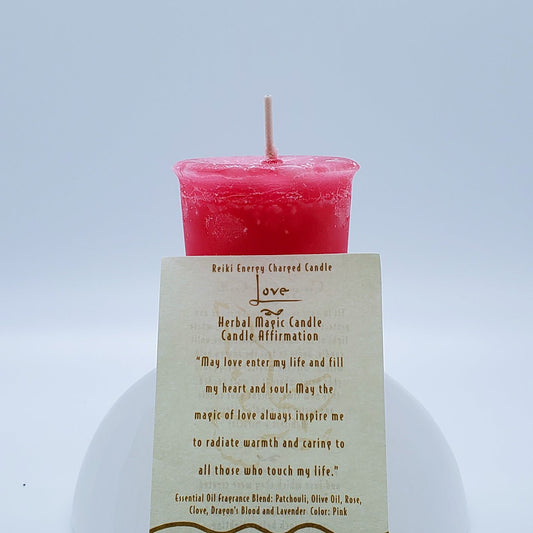 Reiki Energy Charged Candle
Love
Herbal Magic Candle
Candle Affirmation
"May love enter my life and fill
my heart and soul. May the
magic of love always inspire me
to radiate warmth and caring to
all those who touch my life."
Essential Oil Fragrance Blend: Patchouli, Olive Oil, Rose,
Clove, Dragon's Blood and Lavender Color: Pink